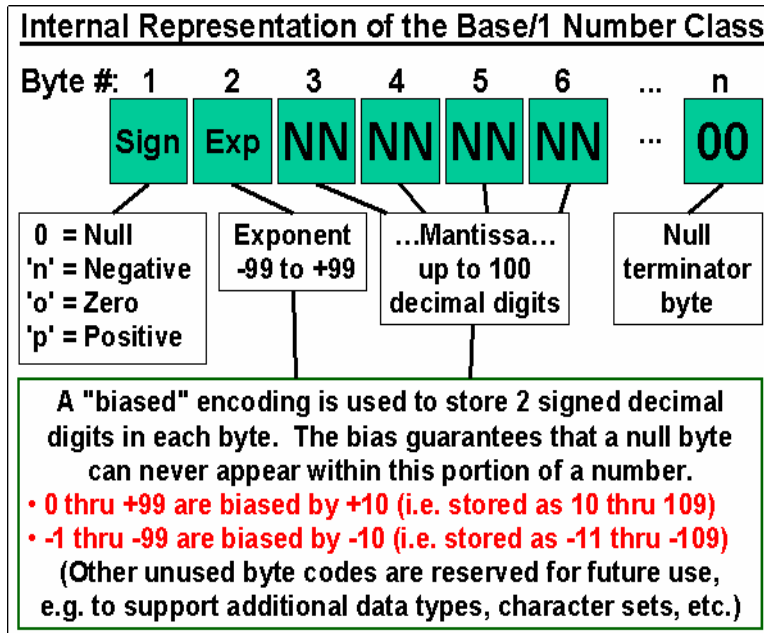 Internal Representation of the Base/1 Number Class
Byte #: 1 2 3 4 5 6 ... n
Sign Exp NN NN NN NN ... 00
0 = Null
'n' = Negative
'o' = Zero
'p' = Positive
Exponent
-99 to +99
...Mantissa...
up to 100
decimal digits
Null
terminator
byte
A "biased" encoding is used to store 2 signed decimal
digits in each byte. The bias guarantees that a null byte
can never appear within this portion of a number.
• 0 thru +99 are biased by +10 (i.e. stored as 10 thru 109)
• -1 thru -99 are biased by -10 (i.e. stored as -11 thru -109)
(Other unused byte codes are reserved for future use,
e.g. to support additional data types, character sets, etc.)